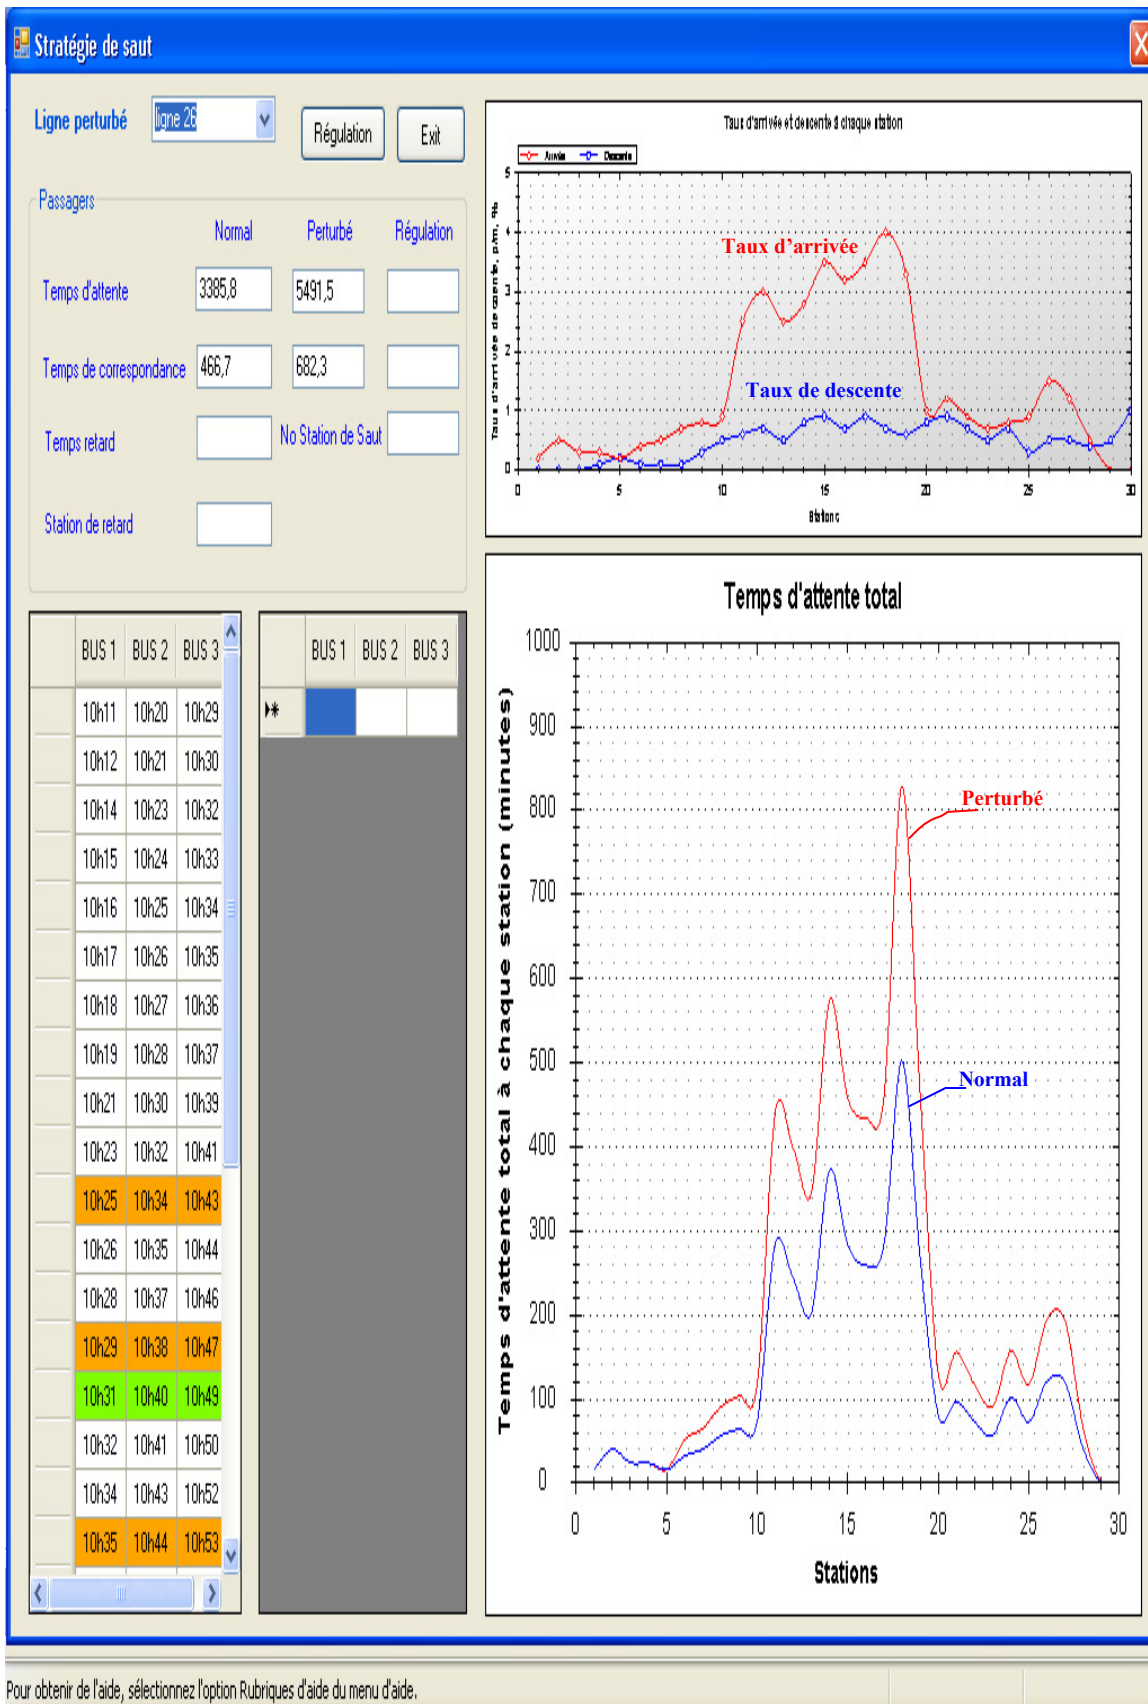 Stratégie de saut
Ligne perturbé
ligne 26
Régulation
Exit
Passagers
Normal Perturbé Régulation
Temps d'attente 3385,8 5491,5
Temps de correspondance 466,7 682,3
Temps retard No Station de Saut
Station de retard
BUS 1 BUS 2 BUS 3
10h11 10h20 10h29
10h12 10h21 10h30
10h14 10h23 10h32
10h15 10h24 10h33
10h16 10h25 10h34
10h17 10h26 10h35
10h18 10h27 10h36
10h19 10h28 10h37
10h21 10h30 10h39
10h23 10h32 10h41
10h25 10h34 10h43
10h26 10h35 10h44
10h28 10h37 10h46
10h29 10h38 10h47
10h31 10h40 10h49
10h32 10h41 10h50
10h34 10h43 10h52
10h35 10h44 10h53
BUS 1 BUS 2 BUS 3
Taux d'arrivée et descente à chaque station
Arrivée Descente
Taux d'arrivée descente, p/m, %
5
4
3
2
1
0
Taux d'arrivée
Taux de descente
0 5 10 15 20 25 30
Stations
Temps d'attente total
Temps d'attente total à chaque station (minutes)
1000
900
800
700
600
500
400
300
200
100
0
Perturbé
Normal
0 5 10 15 20 25 30
Stations
Pour obtenir de l'aide, sélectionnez l'option Rubriques d'aide du menu d'aide.